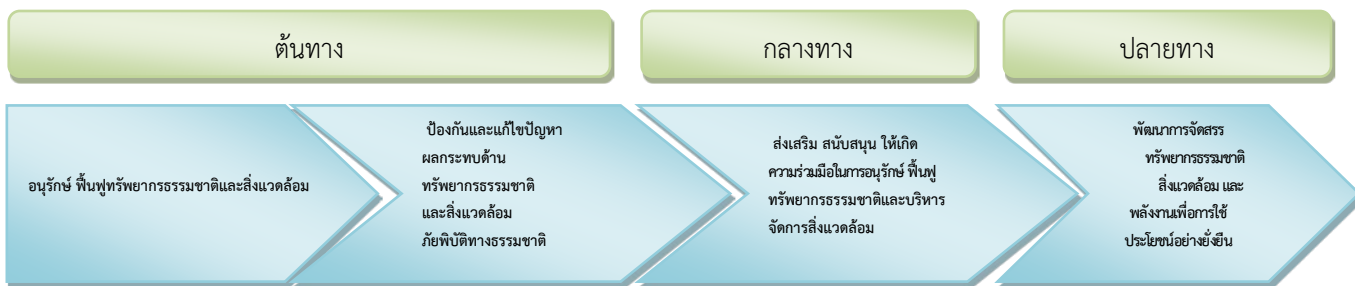 ต้นทาง
กลางทาง
ปลายทาง
อนุรักษ์ ฟื้นฟูทรัพยากรธรรมชาติและสิ่งแวดล้อม
ป้องกันและแก้ไขปัญหา
ผลกระทบด้าน
ทรัพยากรธรรมชาติ
และสิ่งแวดล้อม
ภัยพิบัติทางธรรมชาติ
ส่งเสริม สนับสนุน ให้เกิด
ความร่วมมือในการอนุรักษ์ ฟื้นฟู
ทรัพยากรธรรมชาติและบริหาร
จัดการสิ่งแวดล้อม
พัฒนาการจัดสรร
ทรัพยากรธรรมชาติ
สิ่งแวดล้อม และ
พลังงานเพื่อการใช้
ประโยชน์อย่างยั่งยืน